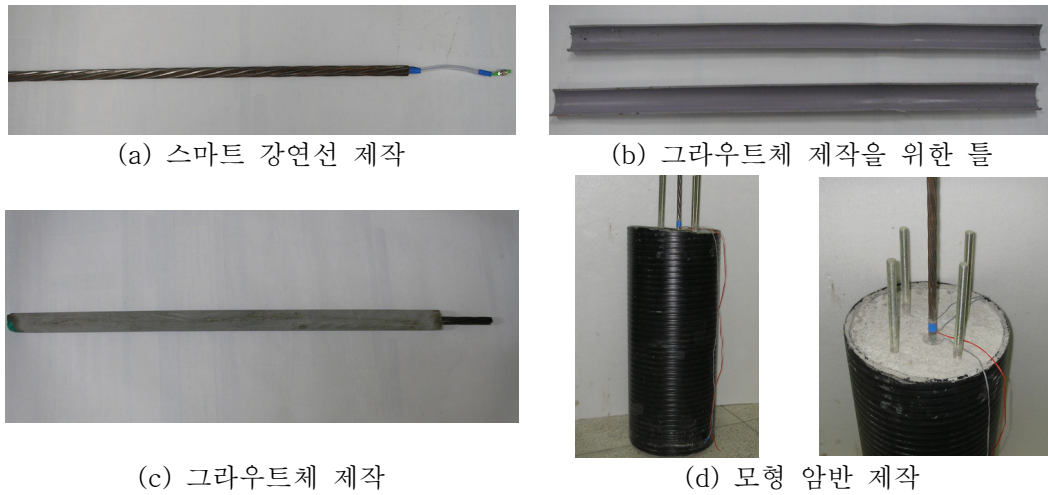 (a) 스마트 강연선 제작
(b) 그라우트체 제작을 위한 틀
(c) 그라우트체 제작
(d) 모형 암반 제작